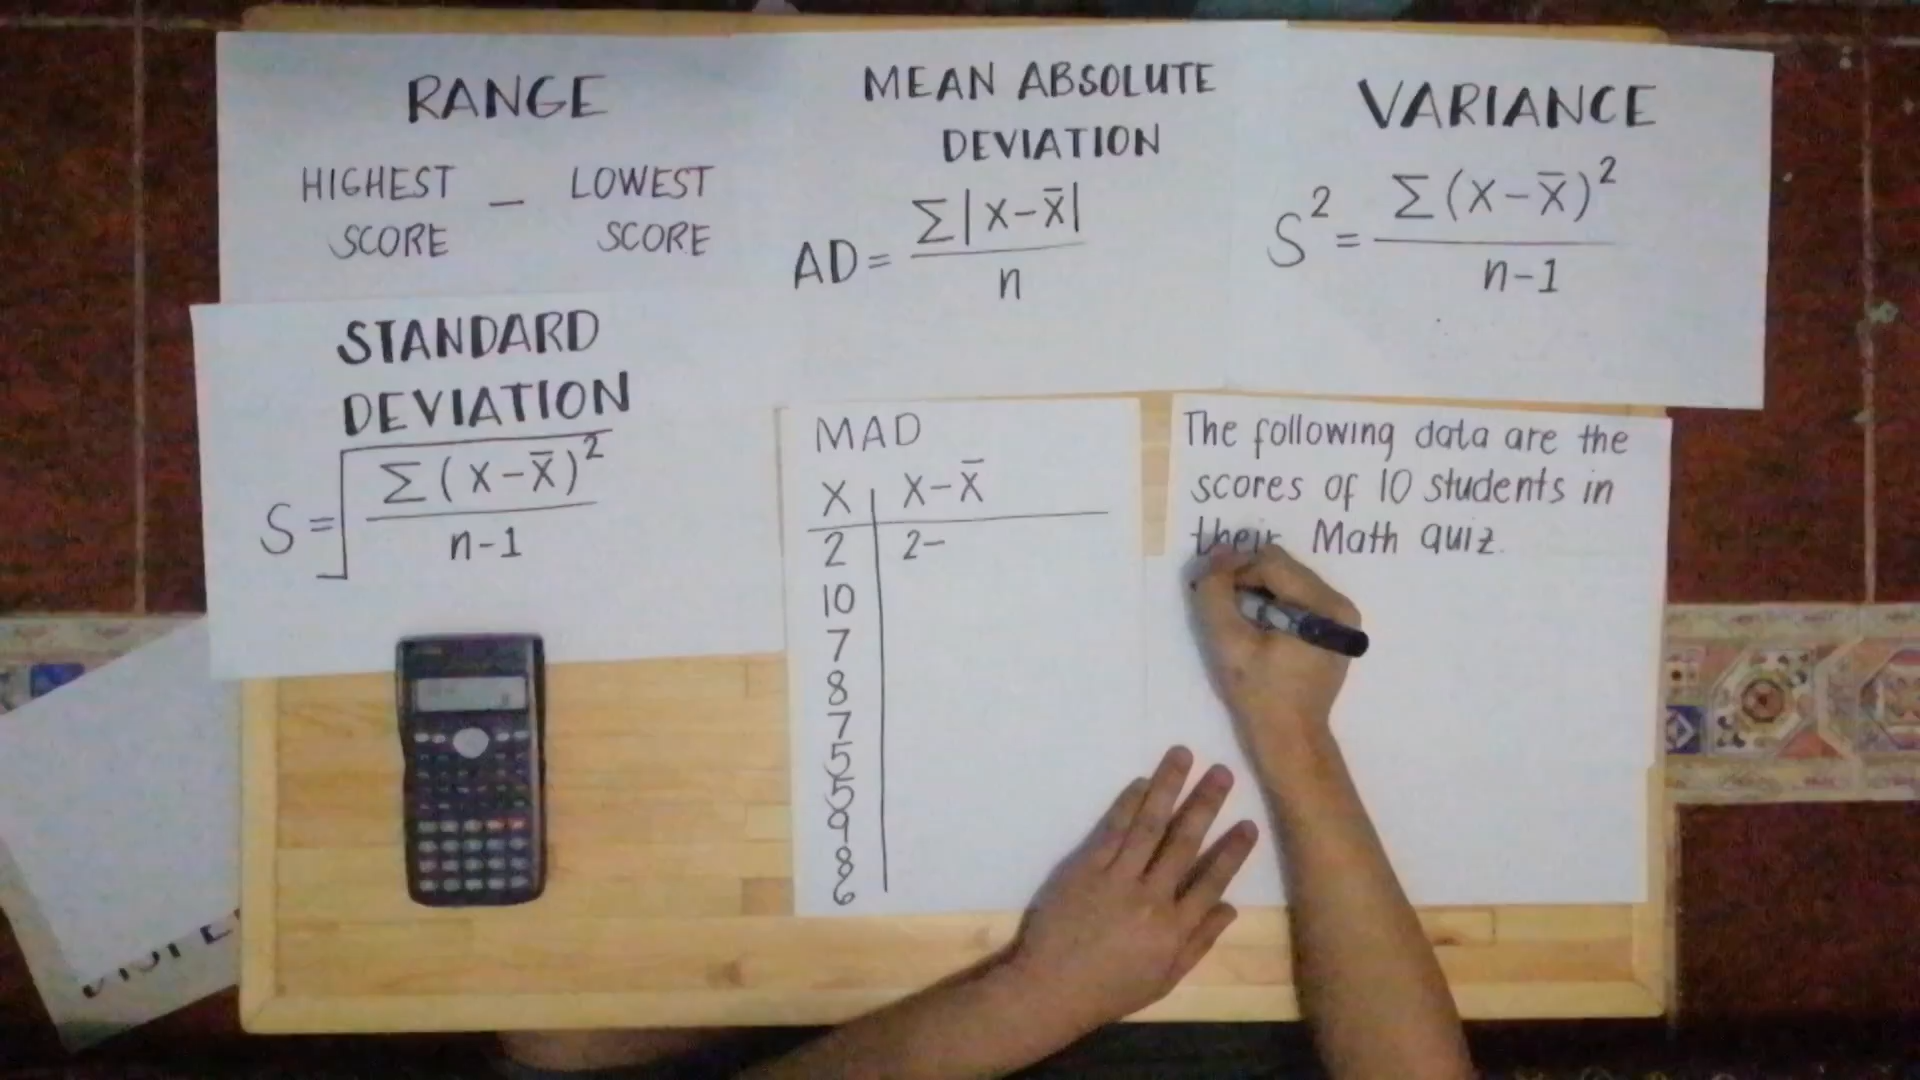 RANGE
HIGHEST SCORE – LOWEST SCORE
MEAN ABSOLUTE
DEVIATION
AD = Σ|X-X̄| / n
VARIANCE
S² = Σ(X-X̄)² / n-1
STANDARD
DEVIATION
S = √(Σ(X-X̄)² / n-1)
MAD
X | X-X̄
2 | 2-
10
7
8
7
5
5
9
8
6
The following data are the
scores of 10 students in
their Math quiz.